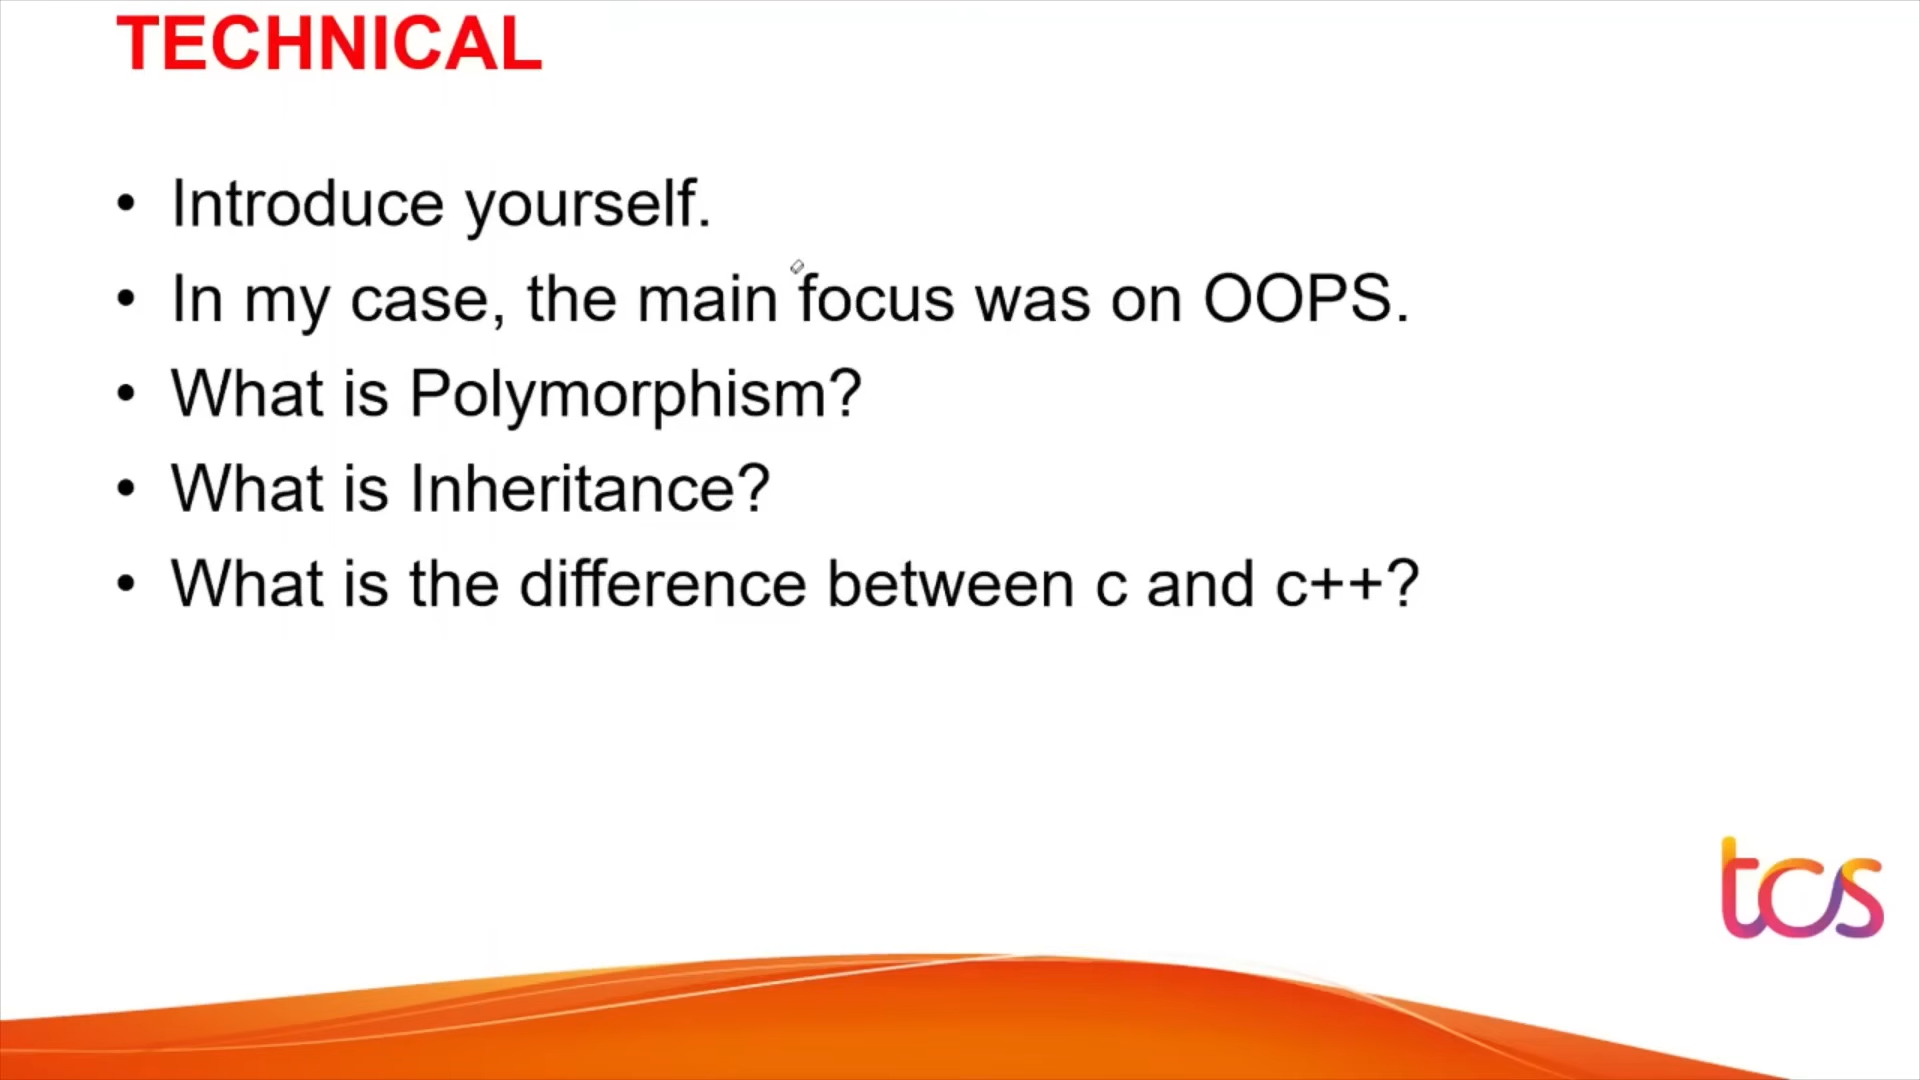 TECHNICAL
• Introduce yourself.
• In my case, the main focus was on OOPS.
• What is Polymorphism?
• What is Inheritance?
• What is the difference between c and c++?
tcs